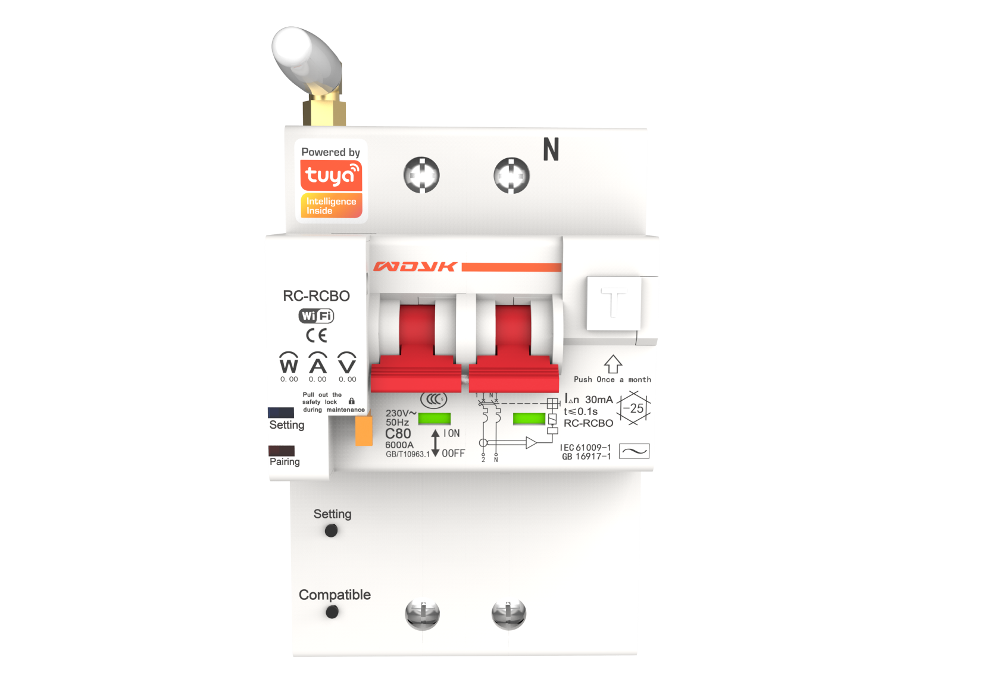 N
Powered by
tuya
Intelligence
Inside
WDYK
RC-RCBO
WiFi
CE
W A V
0.00 0.00 0.00
Pull out the
safety lock
during maintenance
Setting
Pairing
T
Push Once a month
CCC S
230V~
50Hz
C80
6000A
GB/T10963.1
I ON
O OFF
1 N
2 N
I△n 30mA
t≤0.1s
RC-RCBO
-25
IEC 61009-1
GB 16917-1
Setting
Compatible